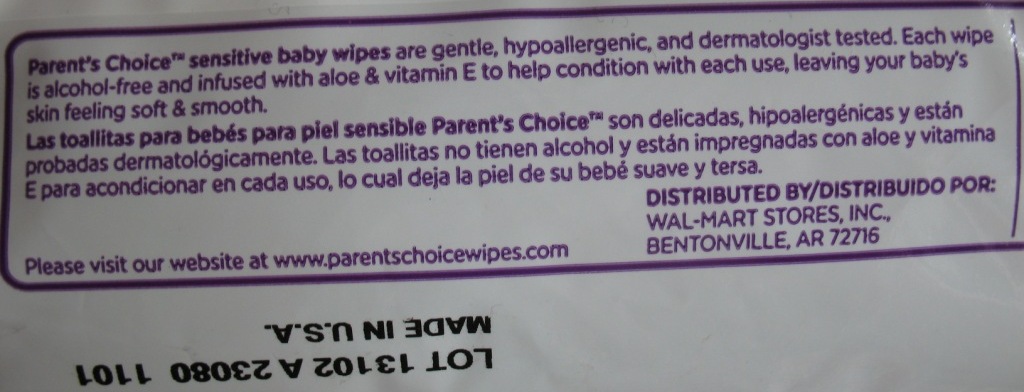 Parent's Choice™ sensitive baby wipes are gentle, hypoallergenic, and dermatologist tested. Each wipe
is alcohol-free and infused with aloe & vitamin E to help condition with each use, leaving your baby's
skin feeling soft & smooth.
Las toallitas para bebés para piel sensible Parent's Choice™ son delicadas, hipoalergénicas y están
probadas dermatológicamente. Las toallitas no tienen alcohol y están impregnadas con aloe y vitamina
E para acondicionar en cada uso, lo cual deja la piel de su bebé suave y tersa.
DISTRIBUTED BY/DISTRIBUIDO POR:
WAL-MART STORES, INC.,
BENTONVILLE, AR 72716
Please visit our website at www.parentschoicewipes.com
LOT 13102 A 23080 1101
MADE IN U.S.A.